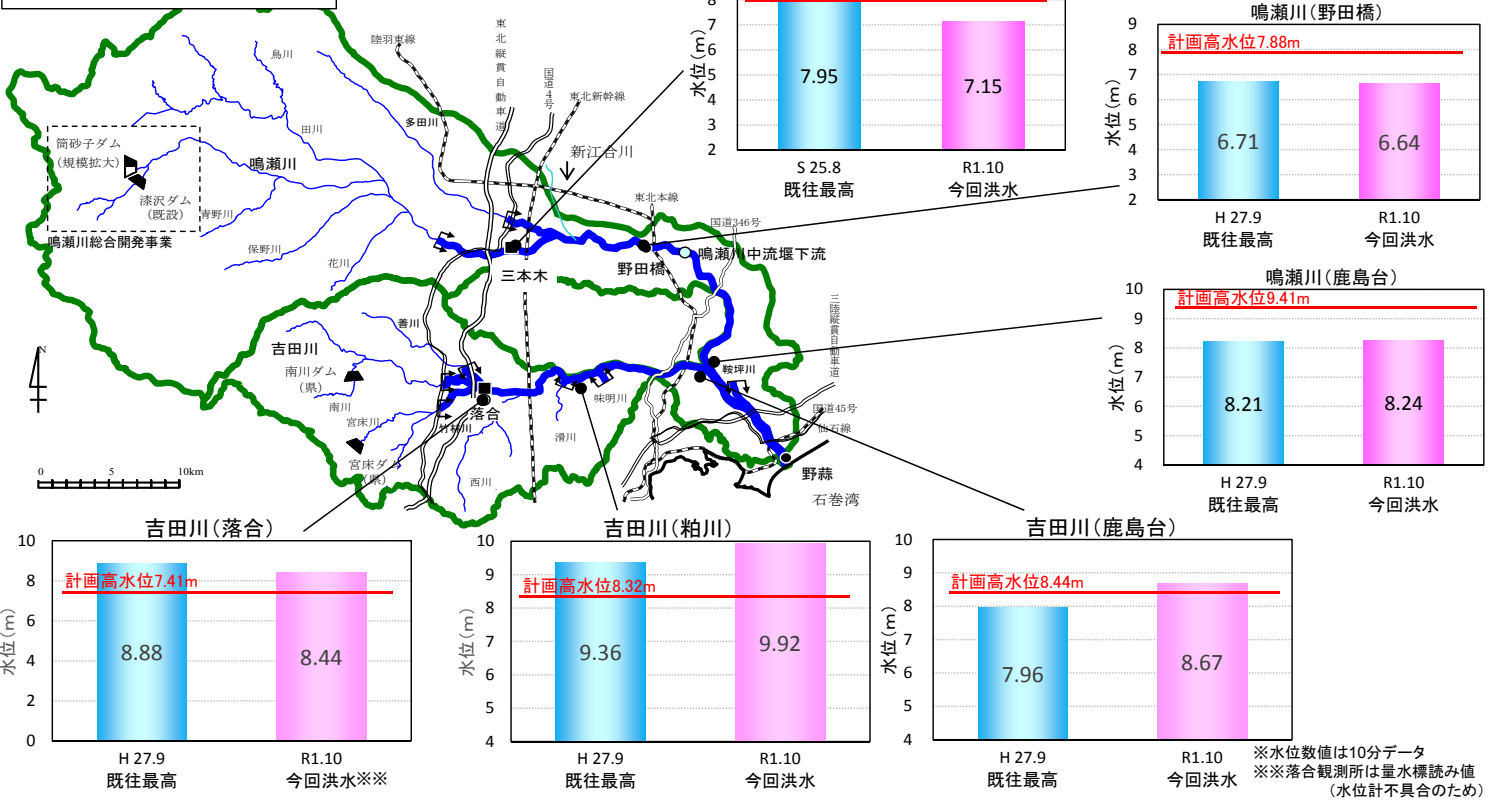 8
7
6
5
4
3
2
水位(m)
7.95
7.15
S 25.8
既往最高
R1.10
今回洪水
鳴瀬川(野田橋)
計画高水位7.88m
9
8
7
6
5
4
3
2
水位(m)
6.71
6.64
H 27.9
既往最高
R1.10
今回洪水
鳴瀬川(鹿島台)
計画高水位9.41m
10
9
8
7
6
5
4
水位(m)
8.21
8.24
H 27.9
既往最高
R1.10
今回洪水
陸羽東線
東北縦貫自動車道
国道4号
東北新幹線
烏川
田川
多田川
新江合川
筒砂子ダム
(規模拡大)
漆沢ダム
(既設)
鳴瀬川総合開発事業
鳴瀬川
青野川
保野川
花川
東北本線
国道346号
三本木
野田橋
鳴瀬川中流堰下流
三陸縦貫自動車道
善川
吉田川
南川ダム
(県)
南川
宮床川
宮床ダム
(県)
竹林川
落合
西川
滑川
味明川
鞍坪川
国道45号
仙石線
野蒜
石巻湾
N
0 5 10km
吉田川(落合)
計画高水位7.41m
10
8
6
4
2
0
水位(m)
8.88
8.44
H 27.9
既往最高
R1.10
今回洪水※※
吉田川(粕川)
計画高水位8.32m
10
9
8
7
6
5
4
水位(m)
9.36
9.92
H 27.9
既往最高
R1.10
今回洪水
吉田川(鹿島台)
計画高水位8.44m
10
9
8
7
6
5
4
水位(m)
7.96
8.67
H 27.9
既往最高
R1.10
今回洪水
※水位数値は10分データ
※※落合観測所は量水標読み値
(水位計不具合のため)